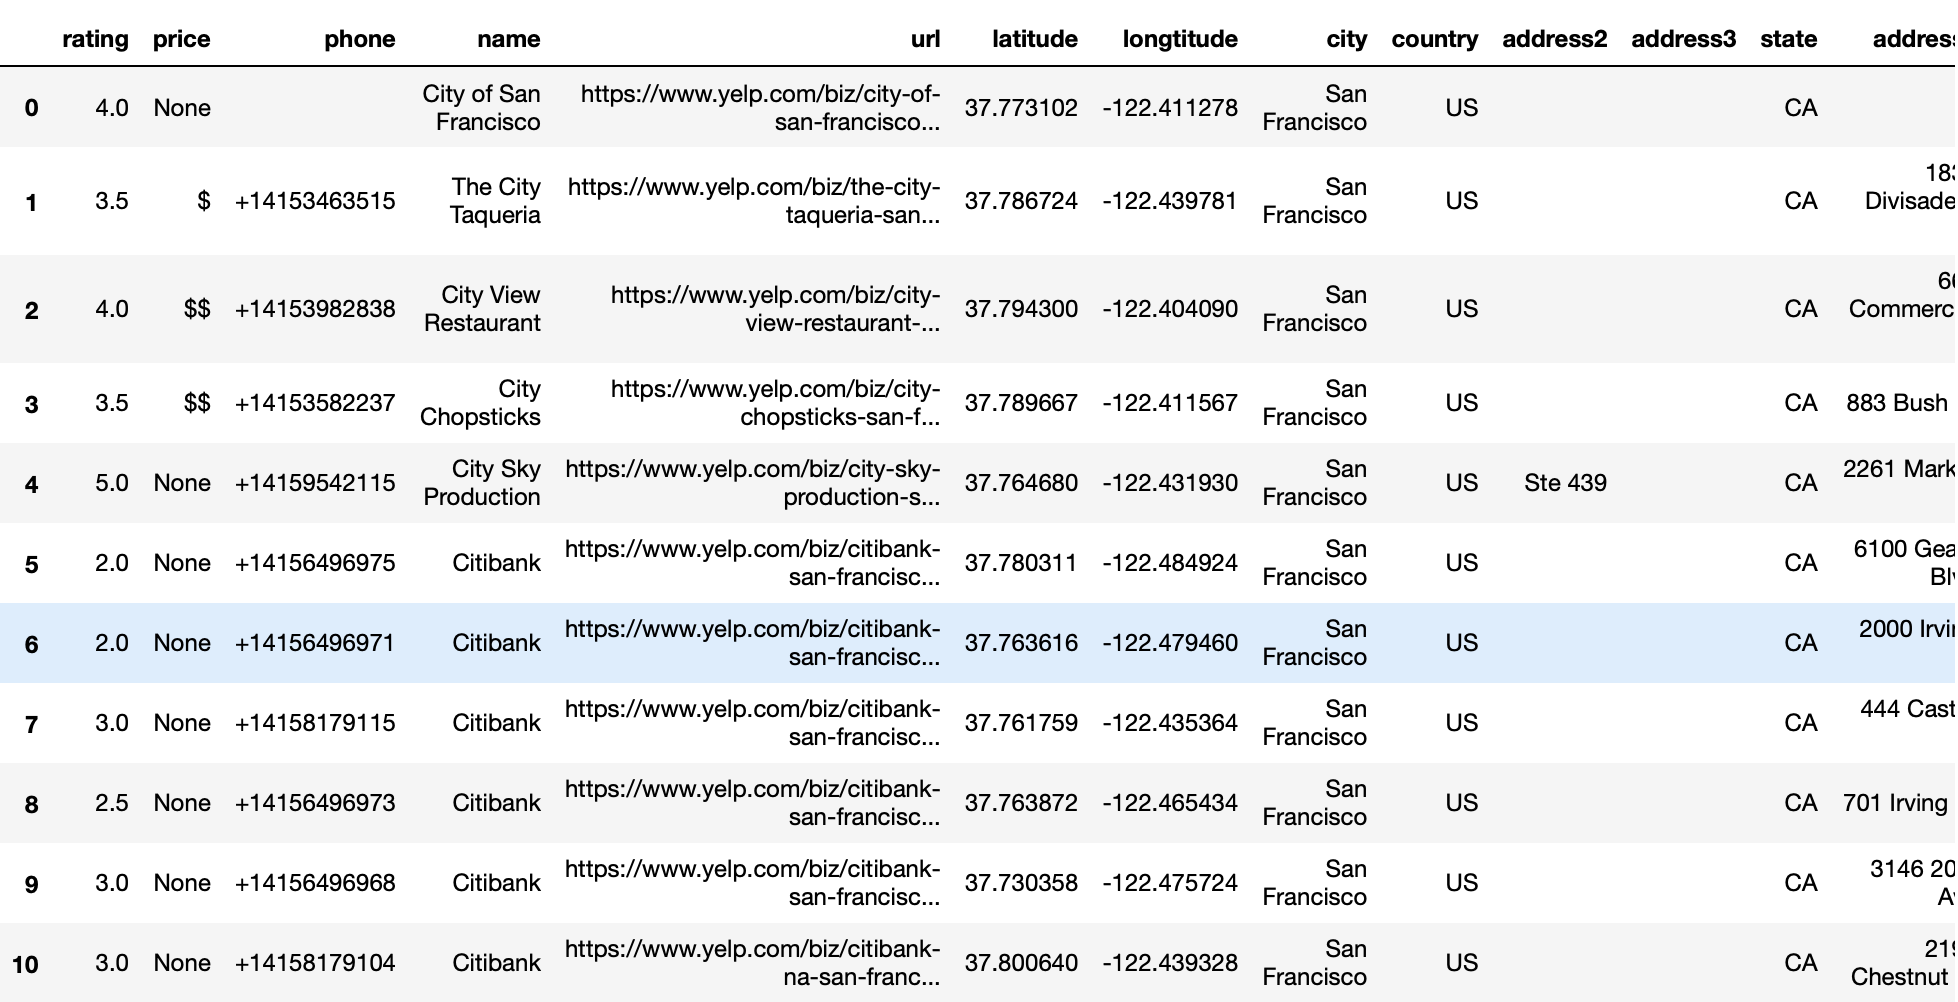 rating price phone name url latitude longtitude city country address2 address3 state
0 4.0 None City of San Francisco https://www.yelp.com/biz/city-of-san-francisco... 37.773102 -122.411278 San Francisco US CA
1 3.5 $ +14153463515 The City Taqueria https://www.yelp.com/biz/the-city-taqueria-san... 37.786724 -122.439781 San Francisco US CA
2 4.0 $$ +14153982838 City View Restaurant https://www.yelp.com/biz/city-view-restaurant-... 37.794300 -122.404090 San Francisco US CA
3 3.5 $$ +14153582237 City Chopsticks https://www.yelp.com/biz/city-chopsticks-san-f... 37.789667 -122.411567 San Francisco US CA 883 Bush
4 5.0 None +14159542115 City Sky Production https://www.yelp.com/biz/city-sky-production-s... 37.764680 -122.431930 San Francisco US Ste 439 CA 2261
5 2.0 None +14156496975 Citibank https://www.yelp.com/biz/citibank-san-francisc... 37.780311 -122.484924 San Francisco US CA 6100
6 2.0 None +14156496971 Citibank https://www.yelp.com/biz/citibank-san-francisc... 37.763616 -122.479460 San Francisco US CA 2000
7 3.0 None +14158179115 Citibank https://www.yelp.com/biz/citibank-san-francisc... 37.761759 -122.435364 San Francisco US CA 444
8 2.5 None +14156496973 Citibank https://www.yelp.com/biz/citibank-san-francisc... 37.763872 -122.465434 San Francisco US CA 701 Irving
9 3.0 None +14156496968 Citibank https://www.yelp.com/biz/citibank-san-francisc... 37.730358 -122.475724 San Francisco US CA 3146
10 3.0 None +14158179104 Citibank https://www.yelp.com/biz/citibank-na-san-franc... 37.800640 -122.439328 San Francisco US CA Chestnut